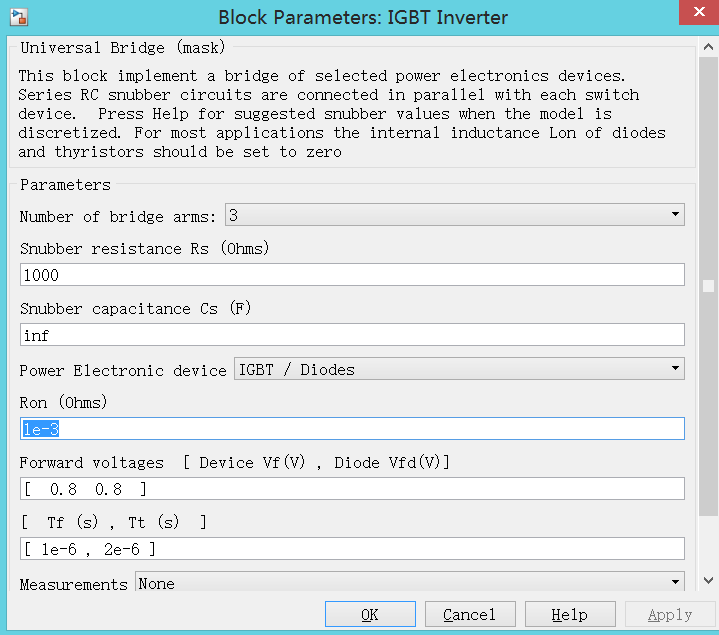 Block Parameters: IGBT Inverter
Universal Bridge (mask)
This block implement a bridge of selected power electronics devices.
Series RC snubber circuits are connected in parallel with each switch
device.  Press Help for suggested snubber values when the model is
discretized. For most applications the internal inductance Lon of diodes
and thyristors should be set to zero
Parameters
Number of bridge arms: 3
Snubber resistance Rs (Ohms)
1000
Snubber capacitance Cs (F)
inf
Power Electronic device IGBT / Diodes
Ron (Ohms)
1e-3
Forward voltages  [ Device Vf(V) , Diode Vfd(V)]
[  0.8  0.8  ]
[  Tf (s) , Tt (s)  ]
[ 1e-6 , 2e-6 ]
Measurements None
OK Cancel Help Apply